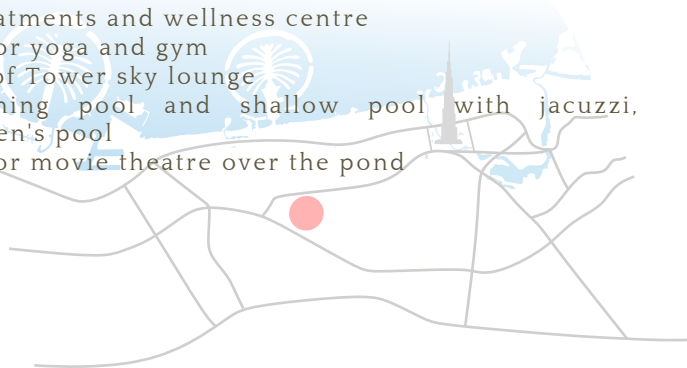 atments and wellness centre
or yoga and gym
of Tower sky lounge
ning pool and shallow pool with jacuzzi,
en's pool
or movie theatre over the pond